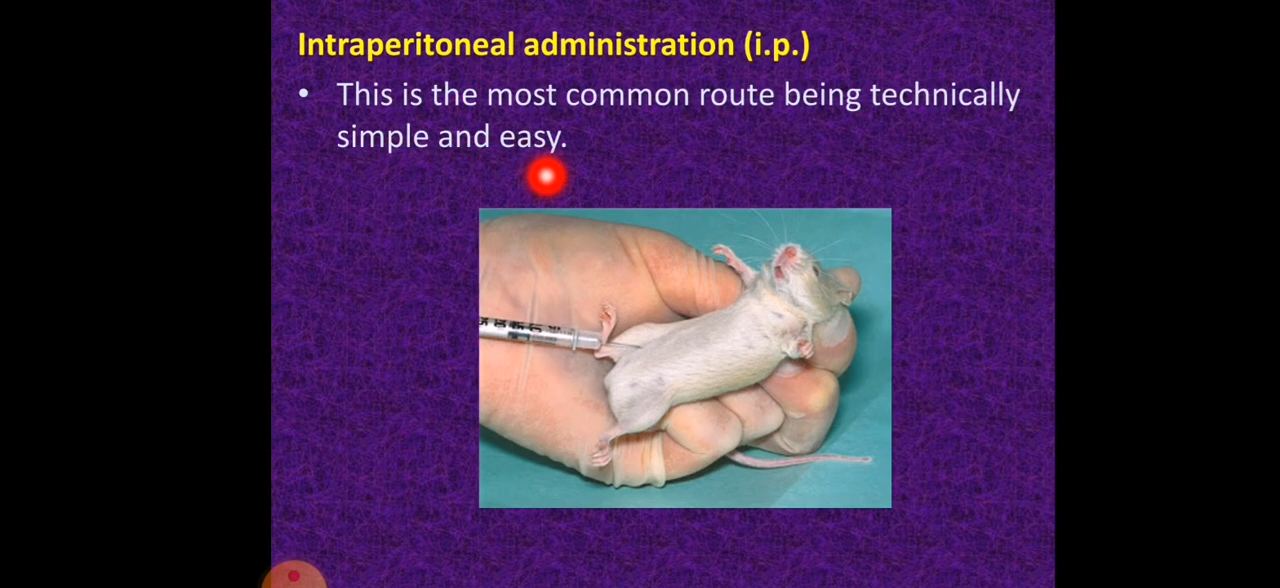 Intraperitoneal administration (i.p.)
• This is the most common route being technically
simple and easy.